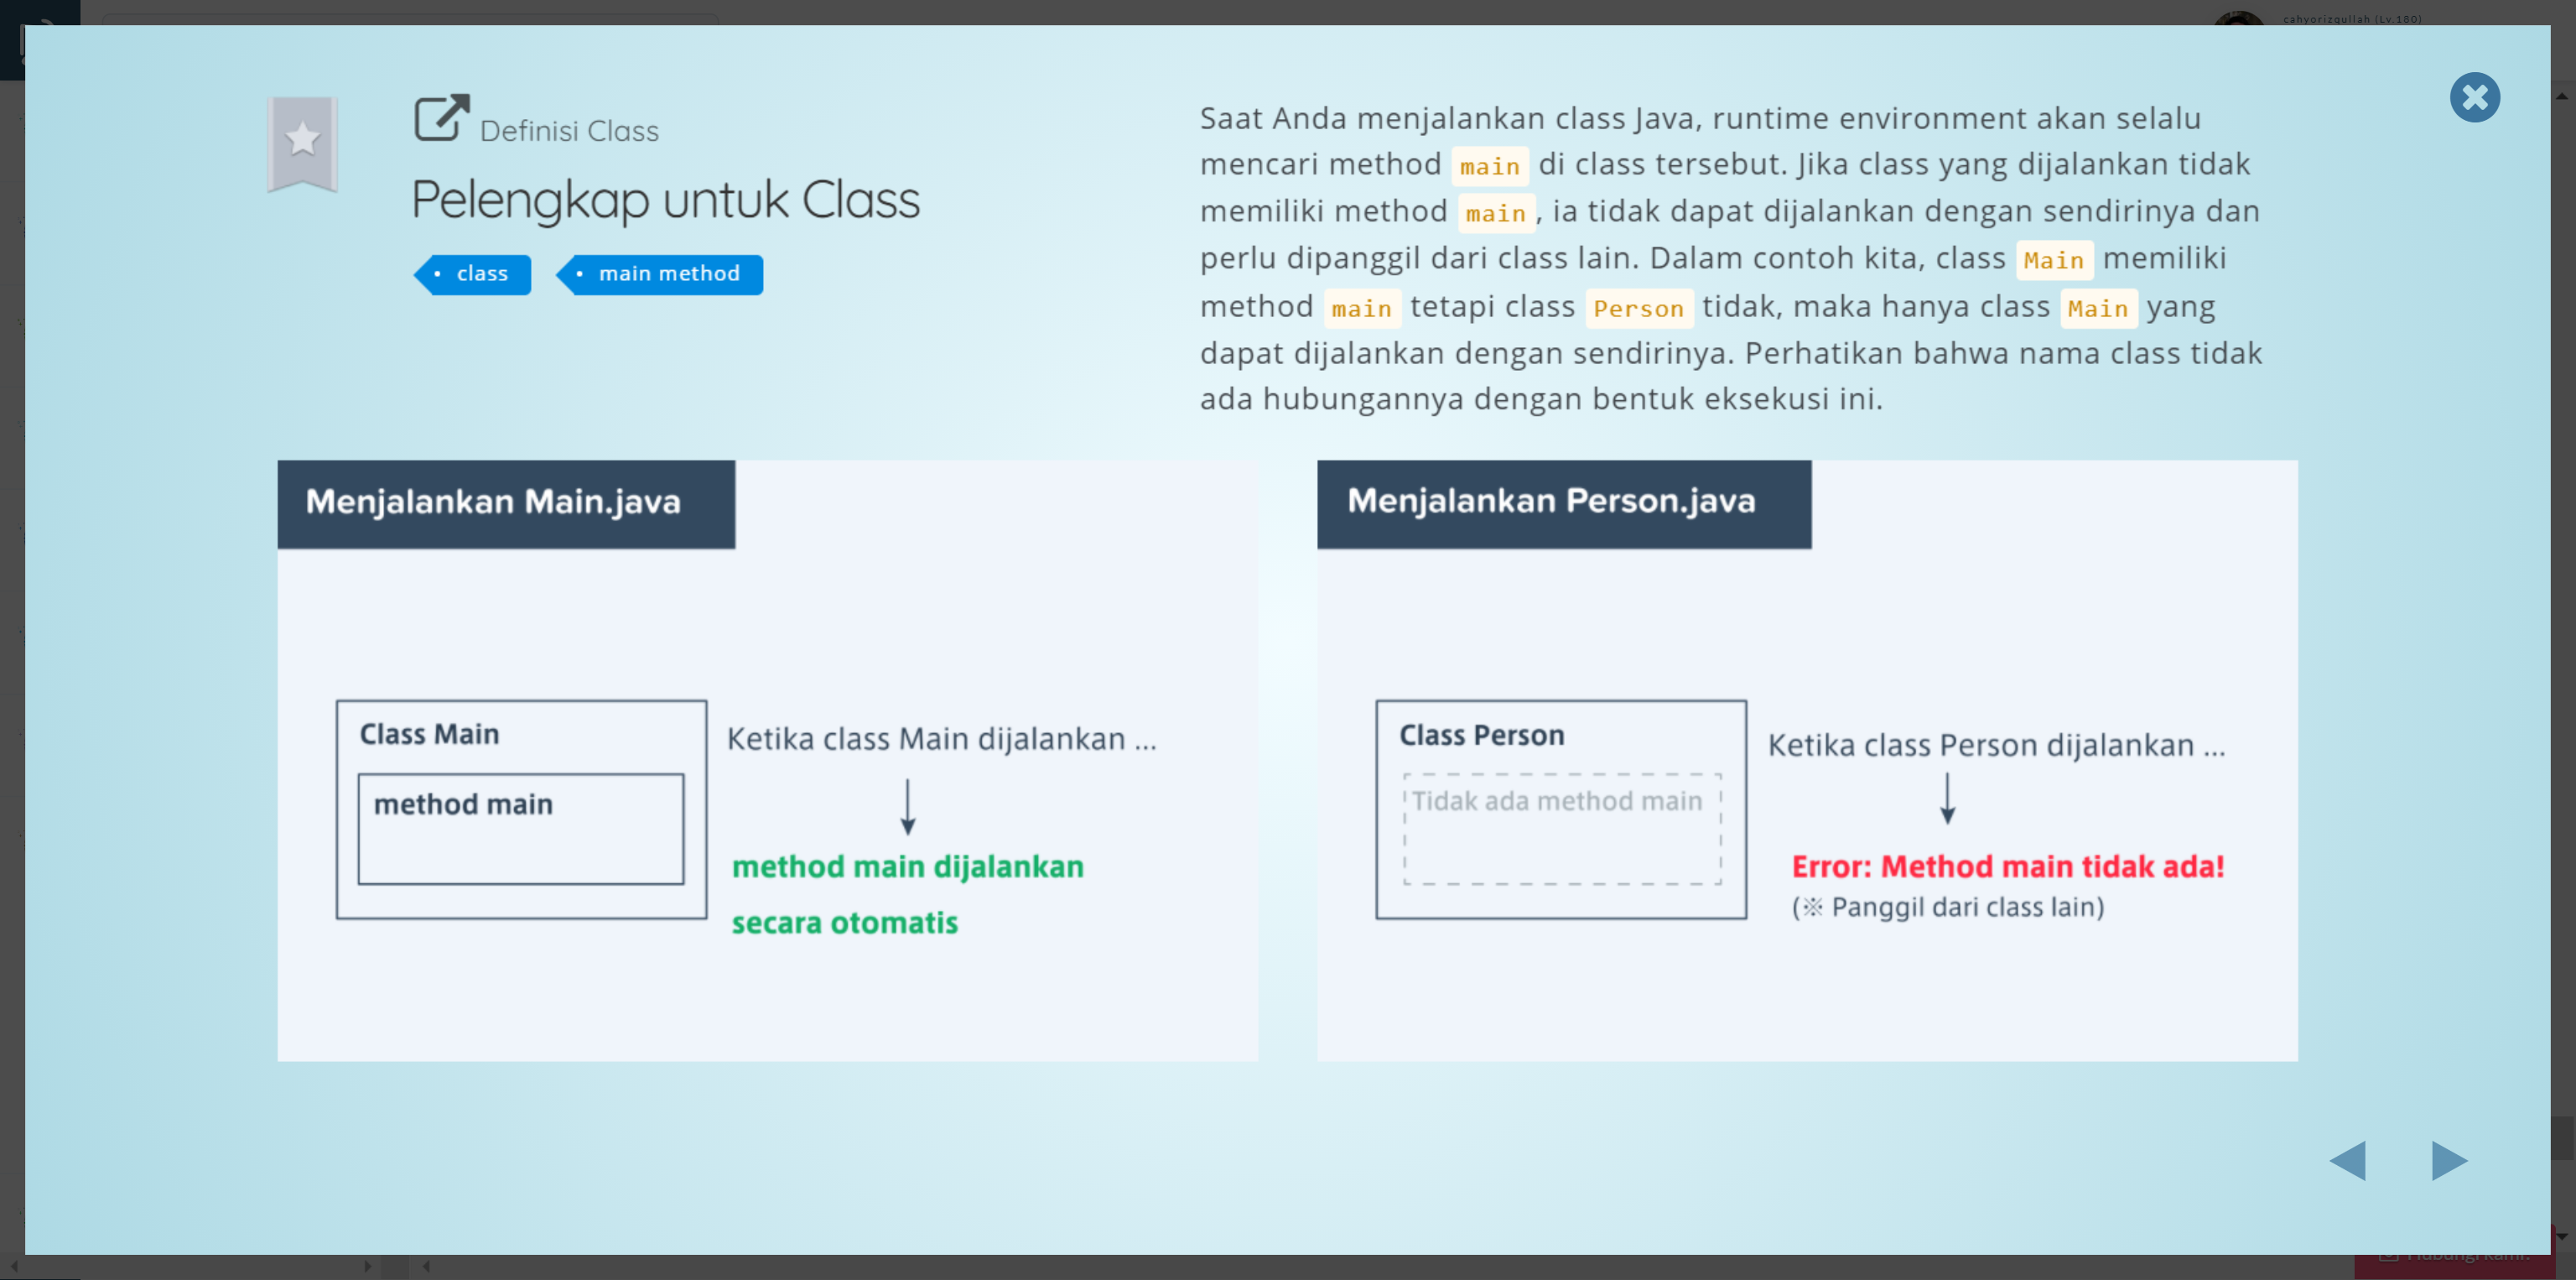 cahyorizqullah (Lv.180)
Definisi Class
Pelengkap untuk Class
• class
• main method
Saat Anda menjalankan class Java, runtime environment akan selalu
mencari method main di class tersebut. Jika class yang dijalankan tidak
memiliki method main, ia tidak dapat dijalankan dengan sendirinya dan
perlu dipanggil dari class lain. Dalam contoh kita, class Main memiliki
method main tetapi class Person tidak, maka hanya class Main yang
dapat dijalankan dengan sendirinya. Perhatikan bahwa nama class tidak
ada hubungannya dengan bentuk eksekusi ini.
Menjalankan Main.java
Class Main
method main
Ketika class Main dijalankan ...
method main dijalankan
secara otomatis
Menjalankan Person.java
Class Person
Tidak ada method main
Ketika class Person dijalankan ...
Error: Method main tidak ada!
(※ Panggil dari class lain)
Hubungi kami.